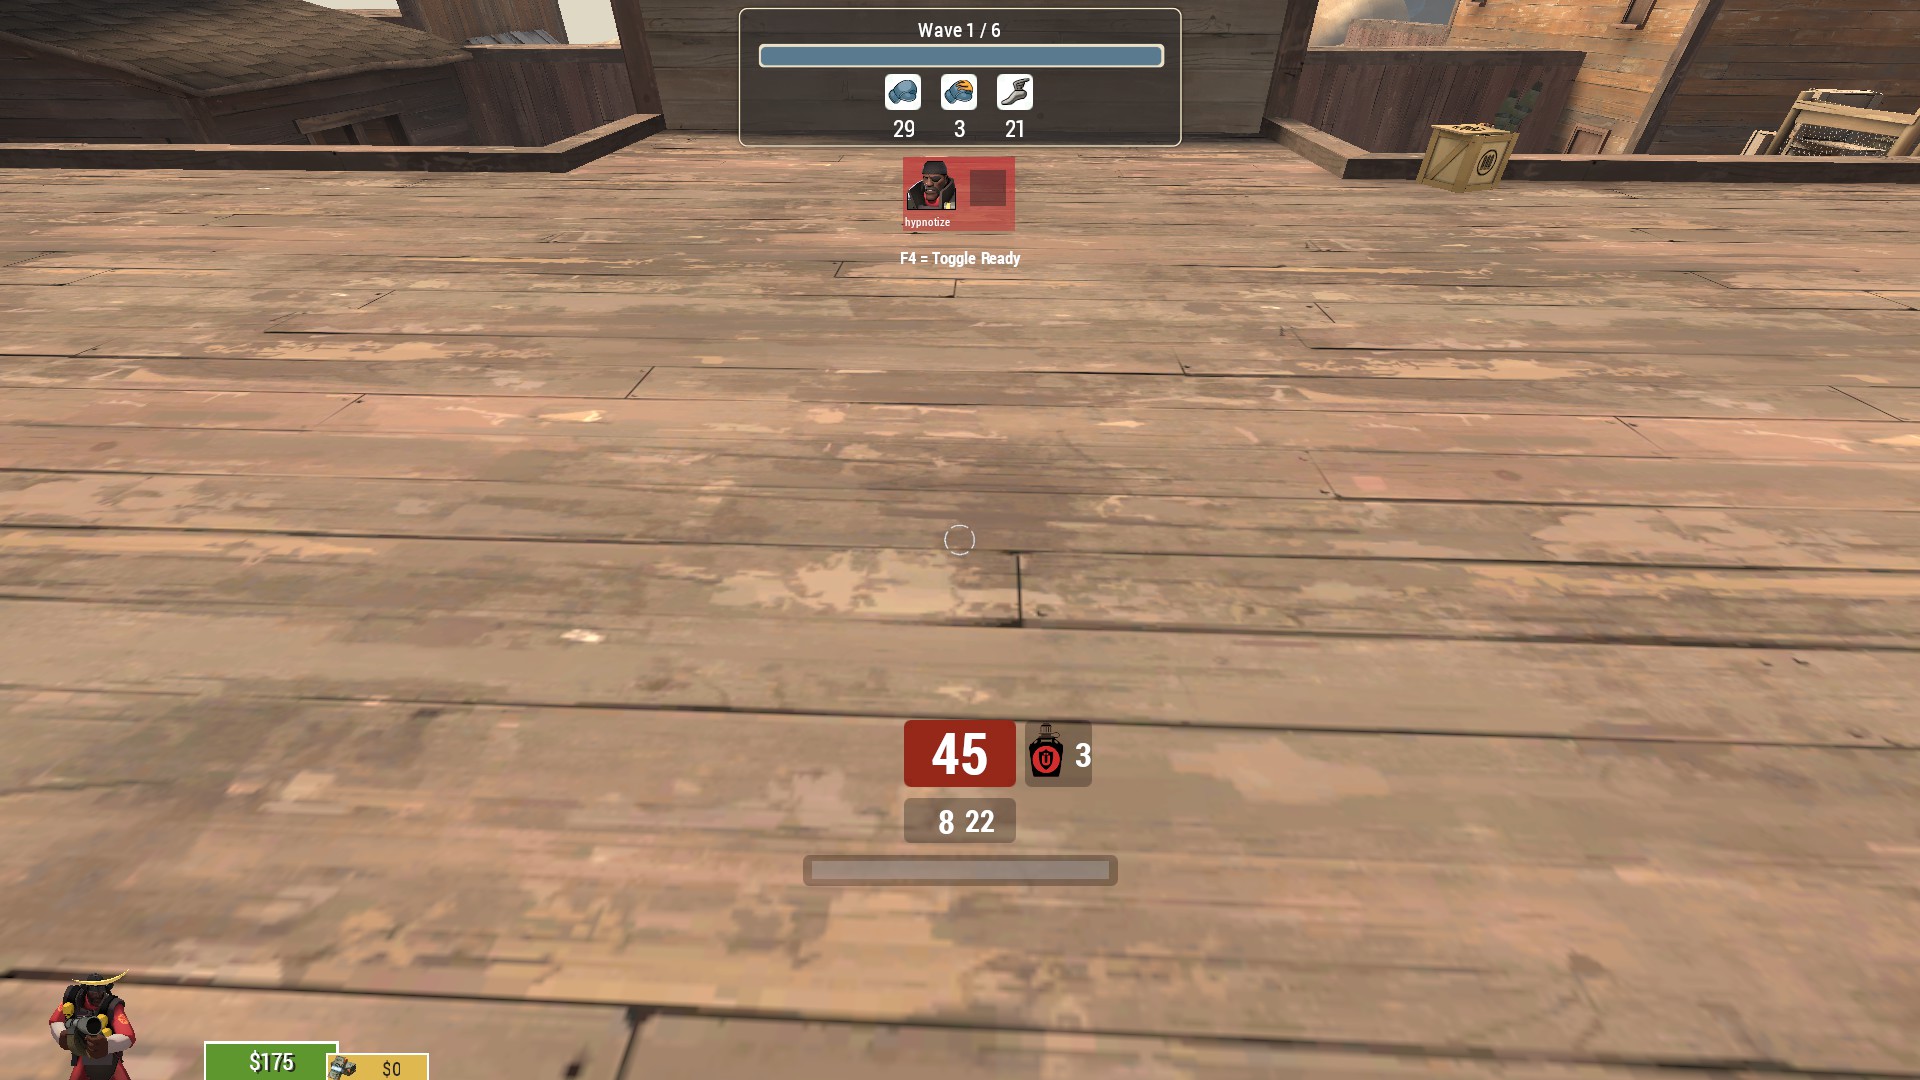 Wave 1 / 6
29 3 21
hypnotize
F4 = Toggle Ready
45 3
8 22
$175 $0